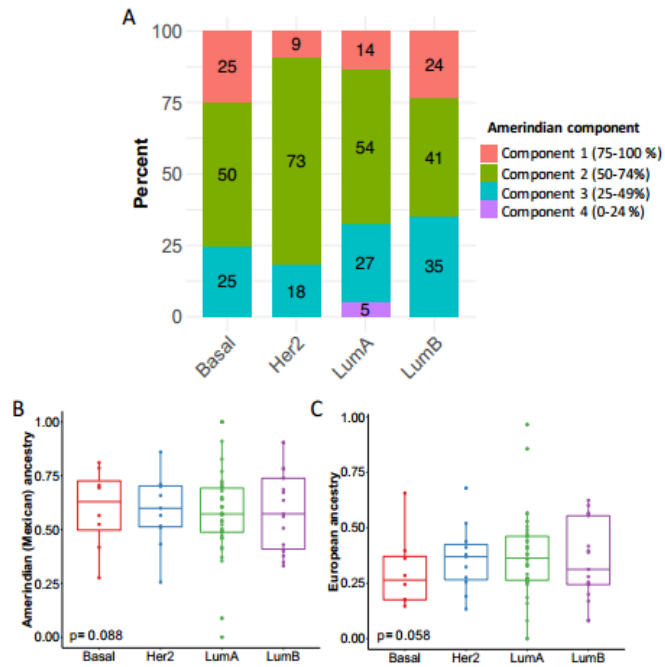 A
100
75
50
25
0
Percent
25
50
25
9
73
18
14
54
27
5
24
41
35
Basal
Her2
LumA
LumB
Amerindian component
Component 1 (75-100 %)
Component 2 (50-74%)
Component 3 (25-49%)
Component 4 (0-24 %)
B
Amerindian (Mexican) ancestry
1.00
0.75
0.50
0.25
0.00
p= 0.088
Basal
Her2
LumA
LumB
C
European ancestry
1.00
0.75
0.50
0.25
0.00
p= 0.058
Basal
Her2
LumA
LumB